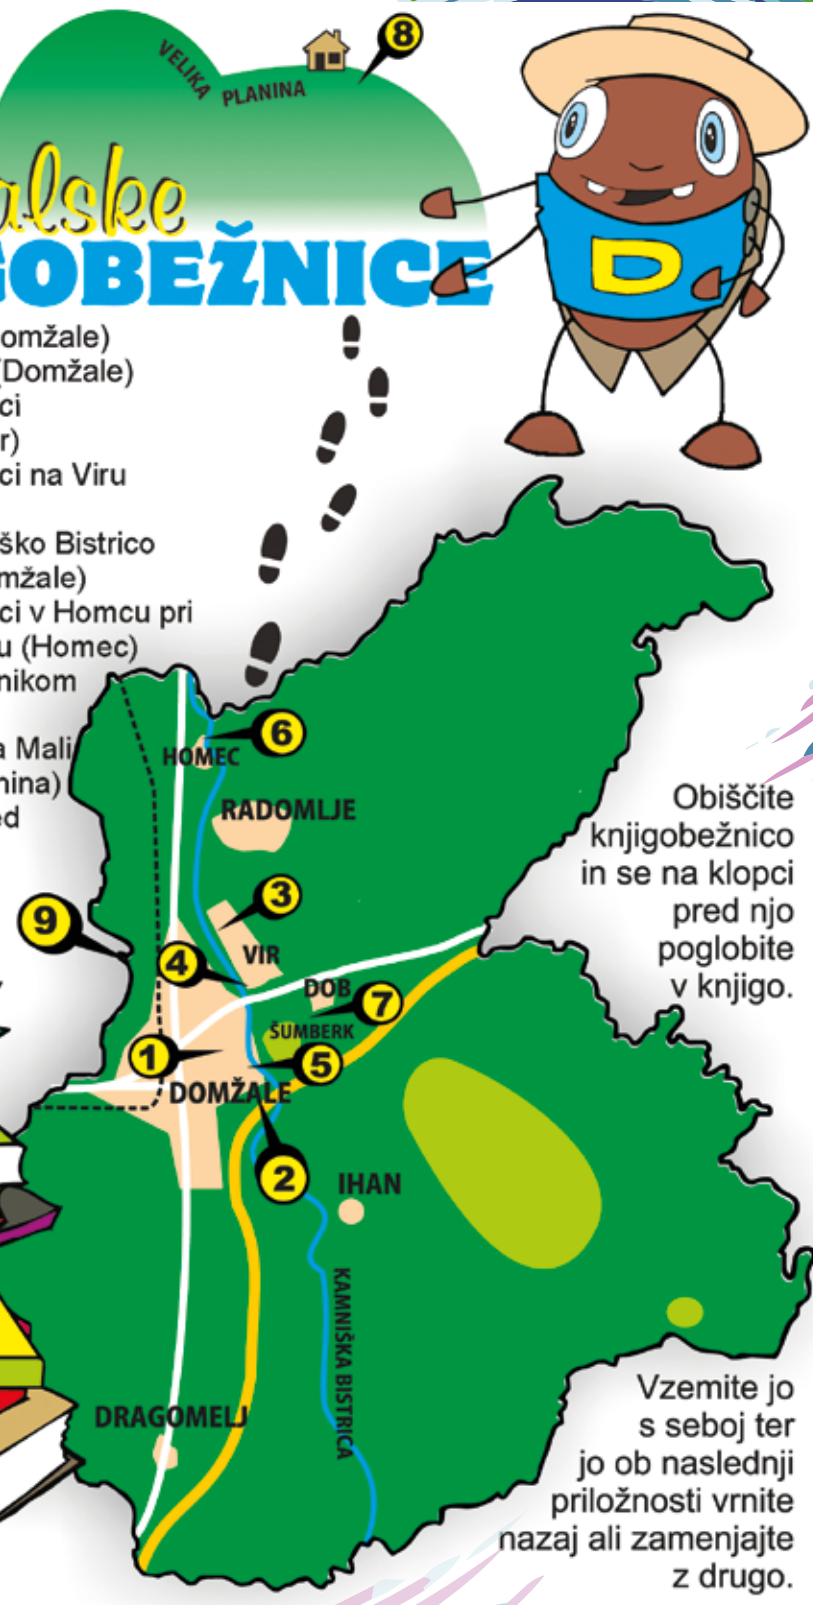 VELIKA
PLANINA
8
alske
GOBEŽNICE
D
omžale)
(Domžale)
ci
r)
ci na Viru
ško Bistrico
mžale)
ci v Homcu pri
u (Homec)
nikom
a Mali
nina)
ed
6
HOMEC
RADOMLJE
Obiščite
knjigobežnico
in se na klopci
pred njo
poglobite
v knjigo.
3
9
4
VIR
DOB
7
ŠUMBERK
1
5
DOMŽALE
2
IHAN
KAMNIŠKA BISTRICA
DRAGOMELJ
Vzemite jo
s seboj ter
jo ob naslednji
priložnosti vrnite
nazaj ali zamenjajte
z drugo.